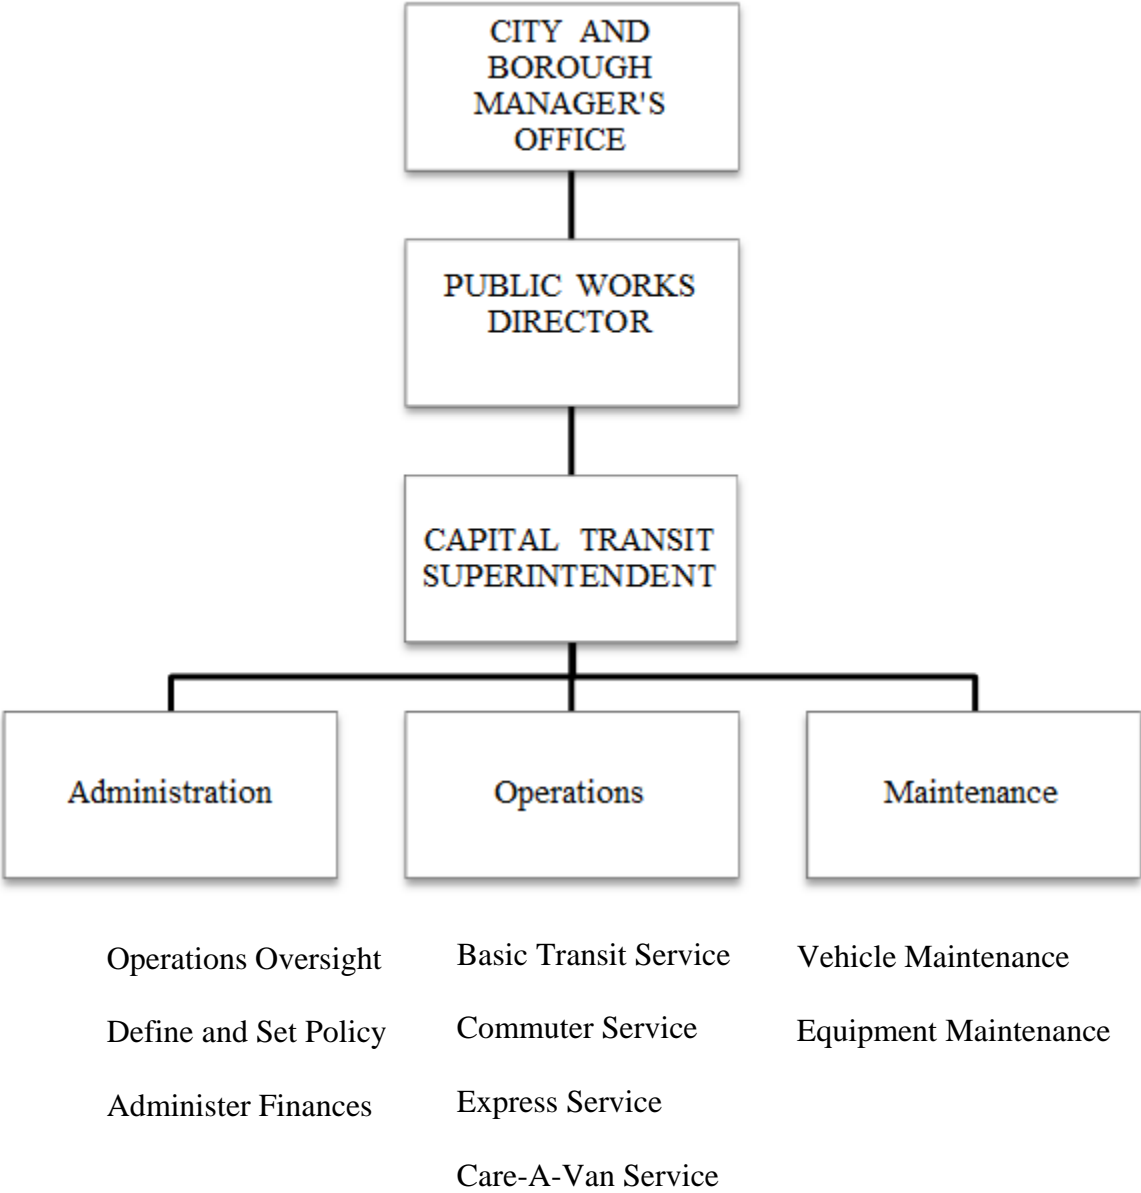 CITY AND
BOROUGH
MANAGER'S
OFFICE
PUBLIC WORKS
DIRECTOR
CAPITAL TRANSIT
SUPERINTENDENT
Administration
Operations
Maintenance
Operations Oversight
Define and Set Policy
Administer Finances
Basic Transit Service
Commuter Service
Express Service
Care-A-Van Service
Vehicle Maintenance
Equipment Maintenance